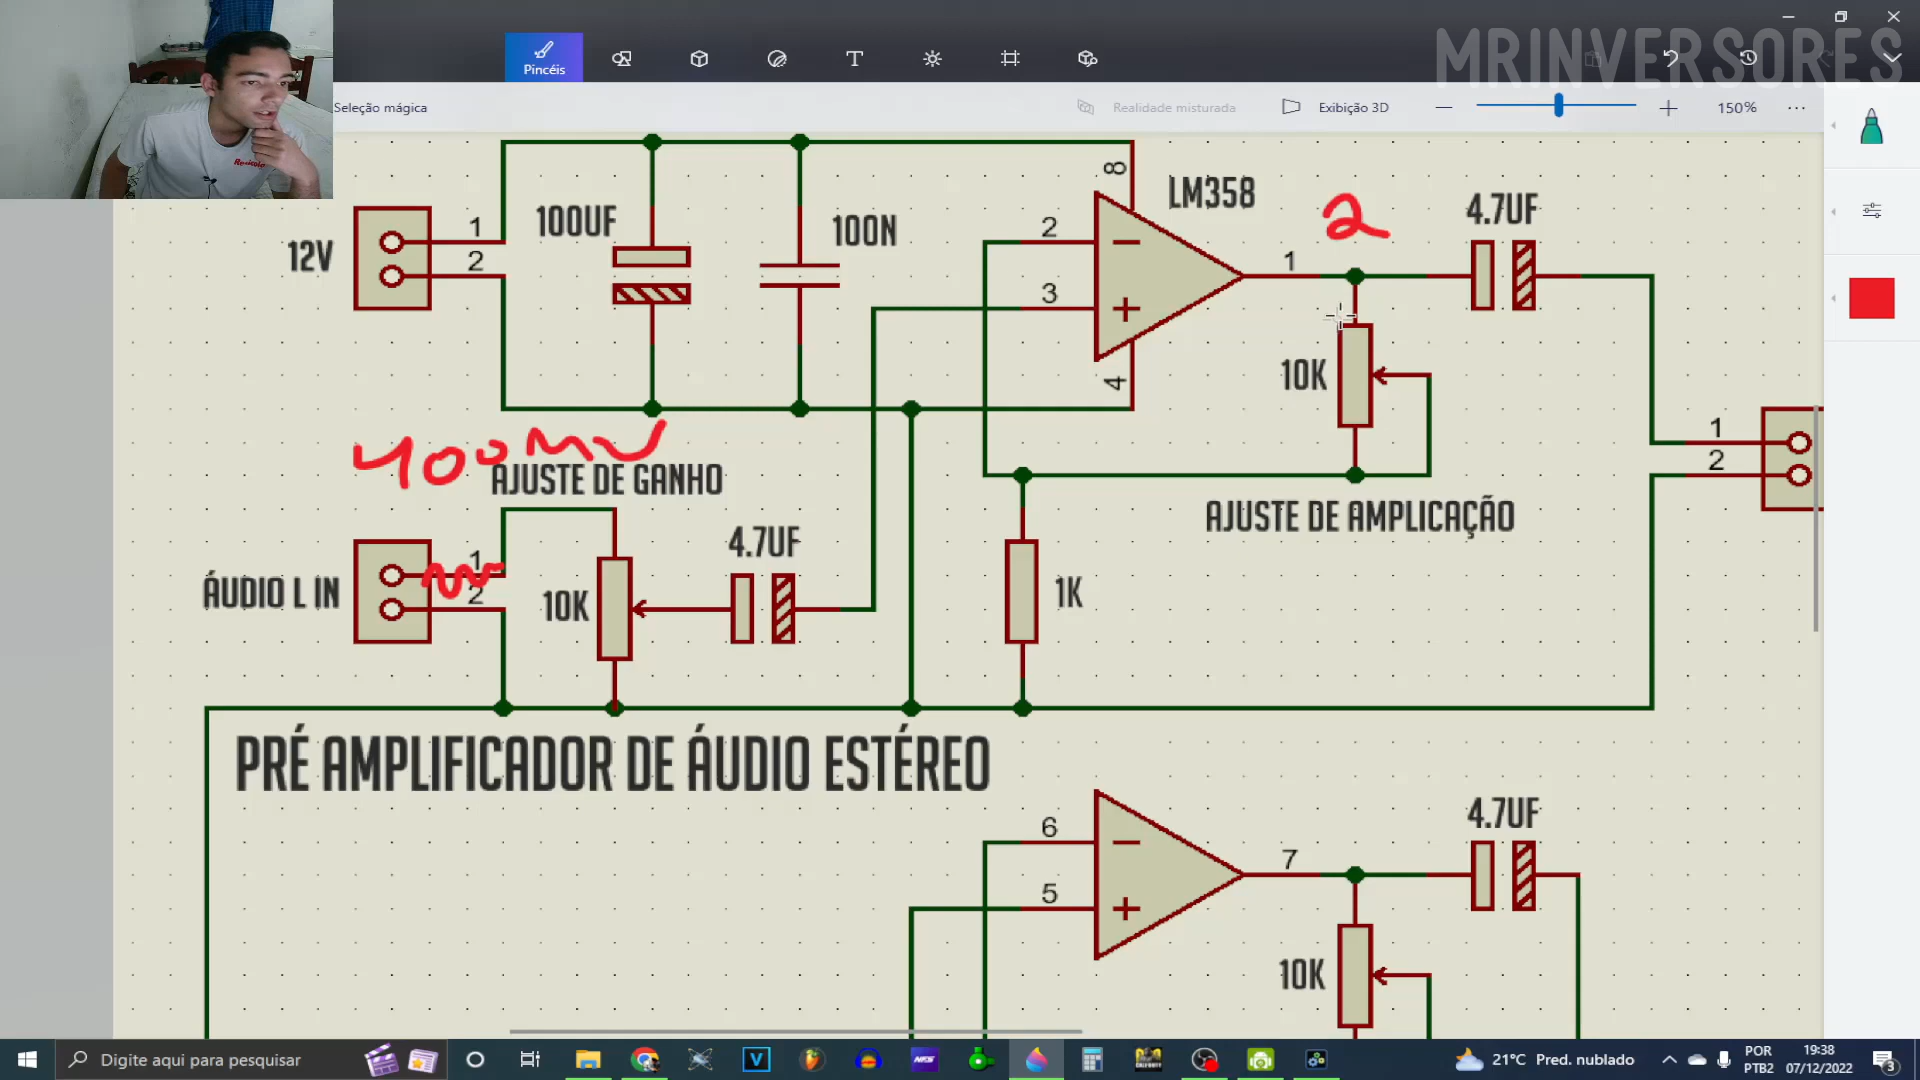 MRINVERSORES
Pincéis
Seleção mágica
Realidade misturada
Exibição 3D
150%
12V
1
2
100UF
100N
8
LM358
2
3
4
1
2
4.7UF
10K
AJUSTE DE AMPLICAÇÃO
1
2
400mV
AJUSTE DE GANHO
ÁUDIO L IN
1
2
10K
4.7UF
1K
PRÉ AMPLIFICADOR DE ÁUDIO ESTÉREO
6
5
7
4.7UF
10K
Digite aqui para pesquisar
21°C Pred. nublado
POR
PTB2
19:38
07/12/2022
3